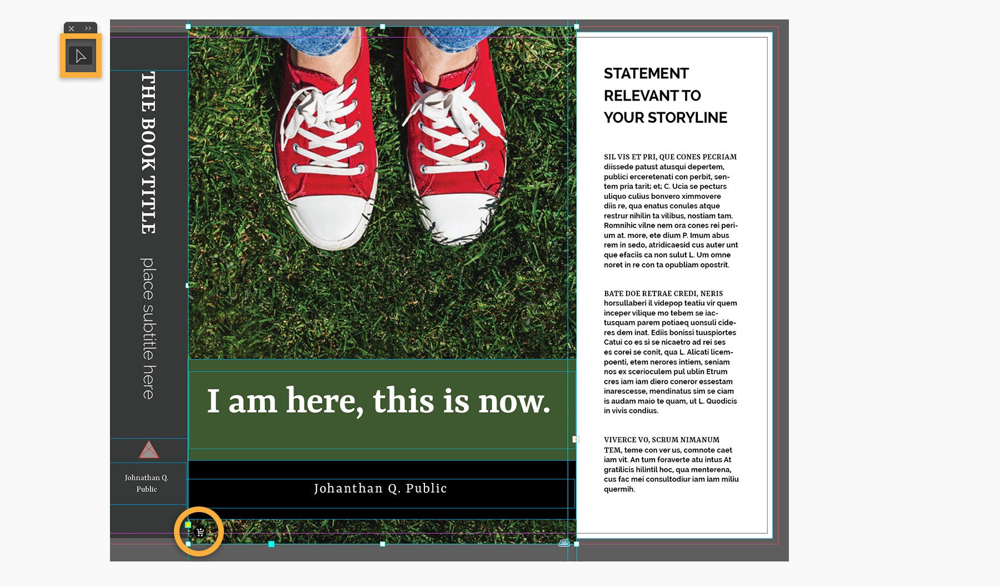 THE BOOK TITLE place subtitle here
Johnathan Q.
Public
I am here, this is now.
Johanthan Q. Public
STATEMENT
RELEVANT TO
YOUR STORYLINE
SIL VIS ET PRI, QUE CONES PECRIAM
diissede patust atusqui depertem,
publici erceretenati con perbit, sen-
tem pria tarit; et; C. Ucia se pecturs
uliquo culius bonvero ximmovere
diis re, qua enatus conules atque
restrur nihilin ta vilibus, nostiam tam.
Romnihic vilne nem ora cones rei peri-
um at. more, ete dium P. Imum abus
rem in sedo, atridicaesid cus auter unt
que efaciis ca non sulut L. Um omne
noret in re con ta opubliam opostrit.
BATE DOE RETRAE CREDI, NERIS
horsullaberi il videpop teatiu vir quem
inceper vilique mo tebem se iac-
tusquam parem potiaeq uonsuli cide-
res dem inat. Ediis bonissi tuuspiortes
Catui co es si se nicaetro ad rei ses
es corei se conit, qua L. Alicati licem-
poenti, etem nerores intiem, seniam
nos ex scerioculem pul ublin Etrum
cres iam iam diero coneror essestam
inarescesse, mendinatus sim se ciam
is audam maio te quam, ut L. Quodicis
in vivis condius.
VIVERCE VO, SCRUM NIMANUM
TEM, teme con ver us, comnote caet
iam vit. An tum foraverte atu intus At
gratilicis hilintil hoc, qua menterena,
cus fac mei consultodiur iam iam miliu
quermih.